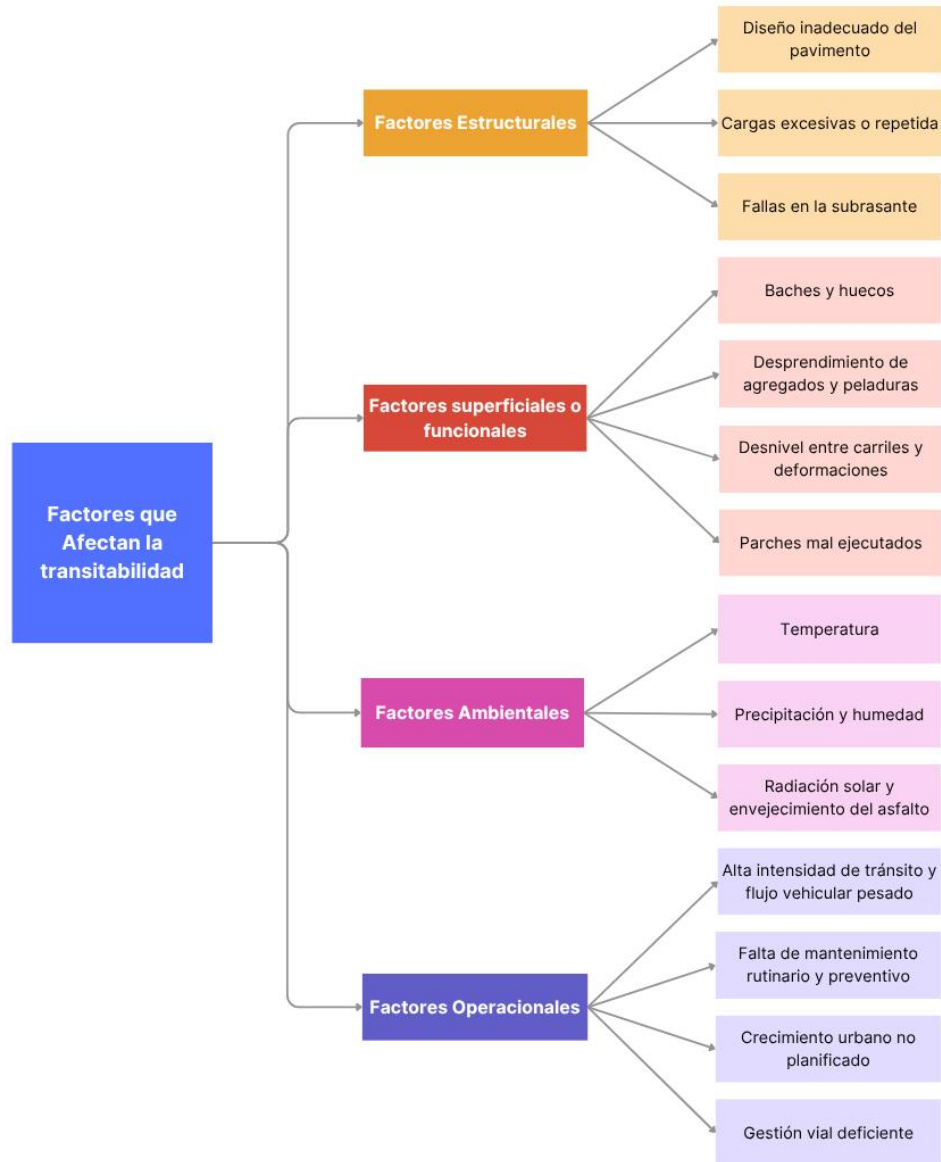 Factores que
Afectan la
transitabilidad
Factores Estructurales
Diseño inadecuado del
pavimento
Cargas excesivas o repetida
Fallas en la subrasante
Factores superficiales o
funcionales
Baches y huecos
Desprendimiento de
agregados y peladuras
Desnivel entre carriles y
deformaciones
Parches mal ejecutados
Factores Ambientales
Temperatura
Precipitación y humedad
Radiación solar y
envejecimiento del asfalto
Factores Operacionales
Alta intensidad de tránsito y
flujo vehicular pesado
Falta de mantenimiento
rutinario y preventivo
Crecimiento urbano no
planificado
Gestión vial deficiente